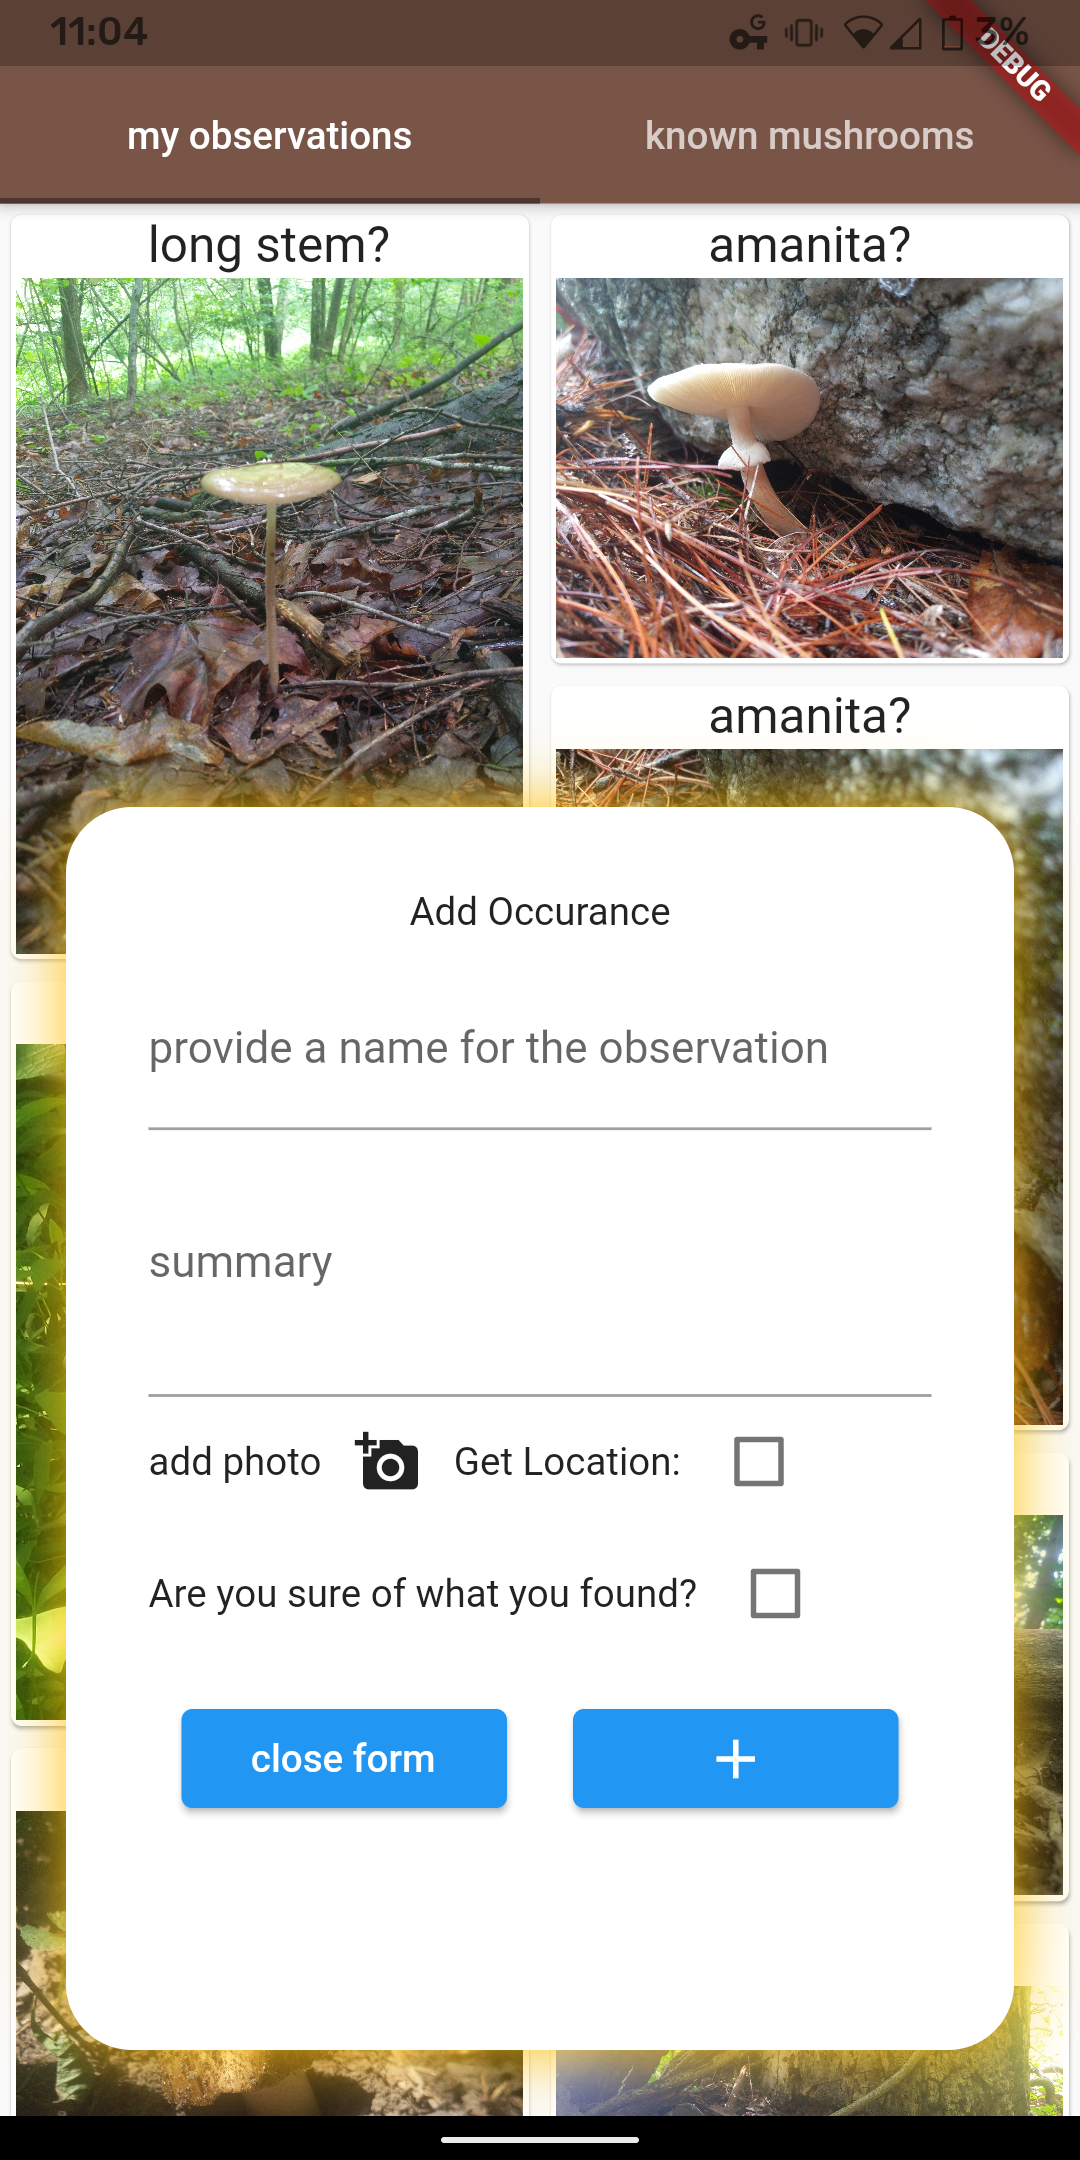 11:04
G
3%
DEBUG
my observations
known mushrooms
long stem?
amanita?
amanita?
Add Occurance
provide a name for the observation
summary
add photo
Get Location:
Are you sure of what you found?
close form
+